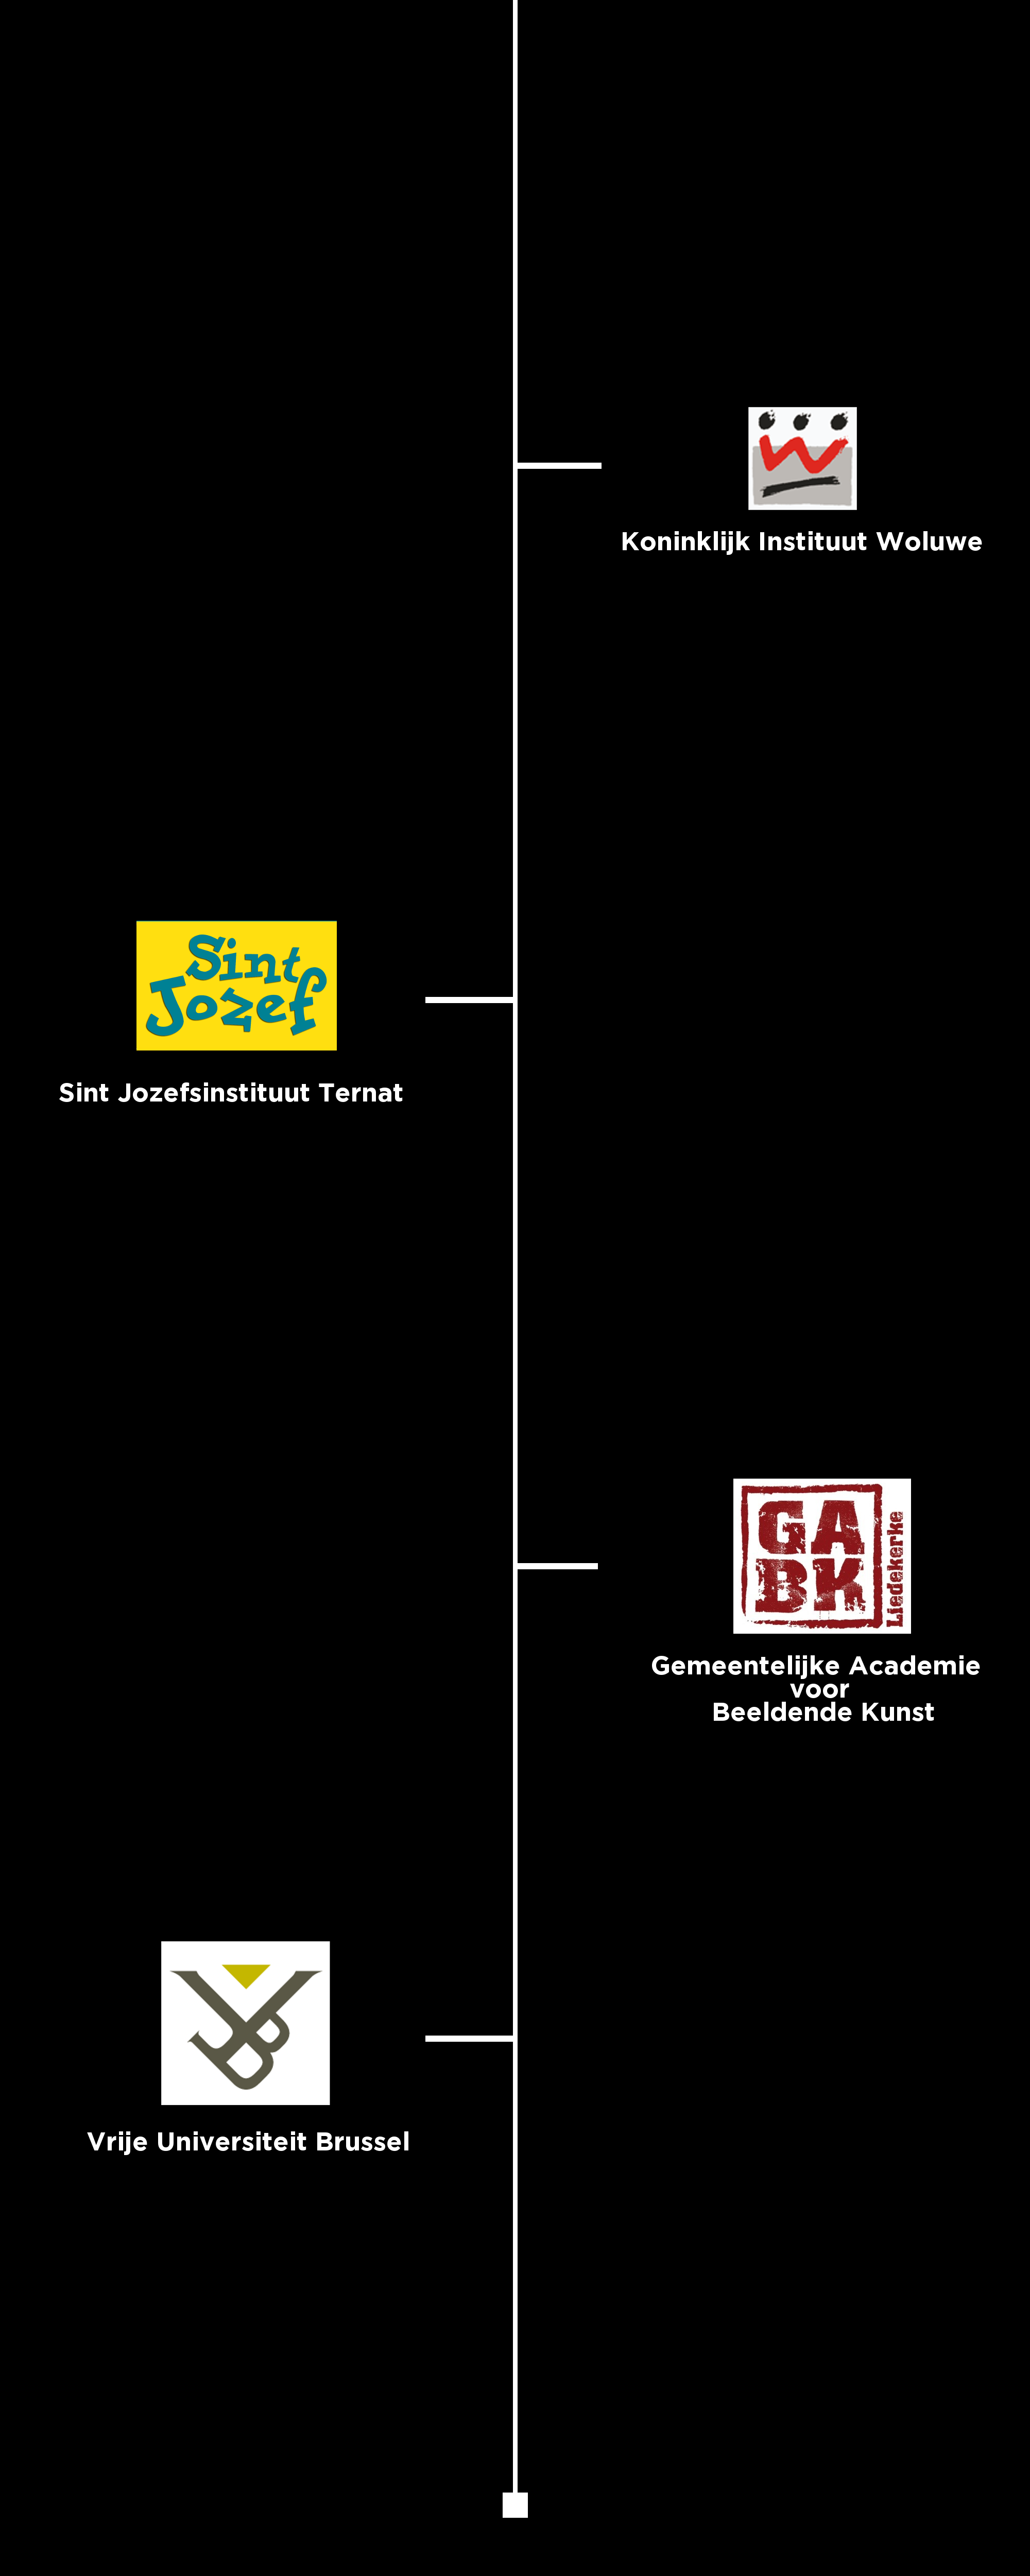 W
Koninklijk Instituut Woluwe
Sint
Jozef
Sint Jozefsinstituut Ternat
GA
BK
Liedekerke
Gemeentelijke Academie
voor
Beeldende Kunst
VUB
Vrije Universiteit Brussel